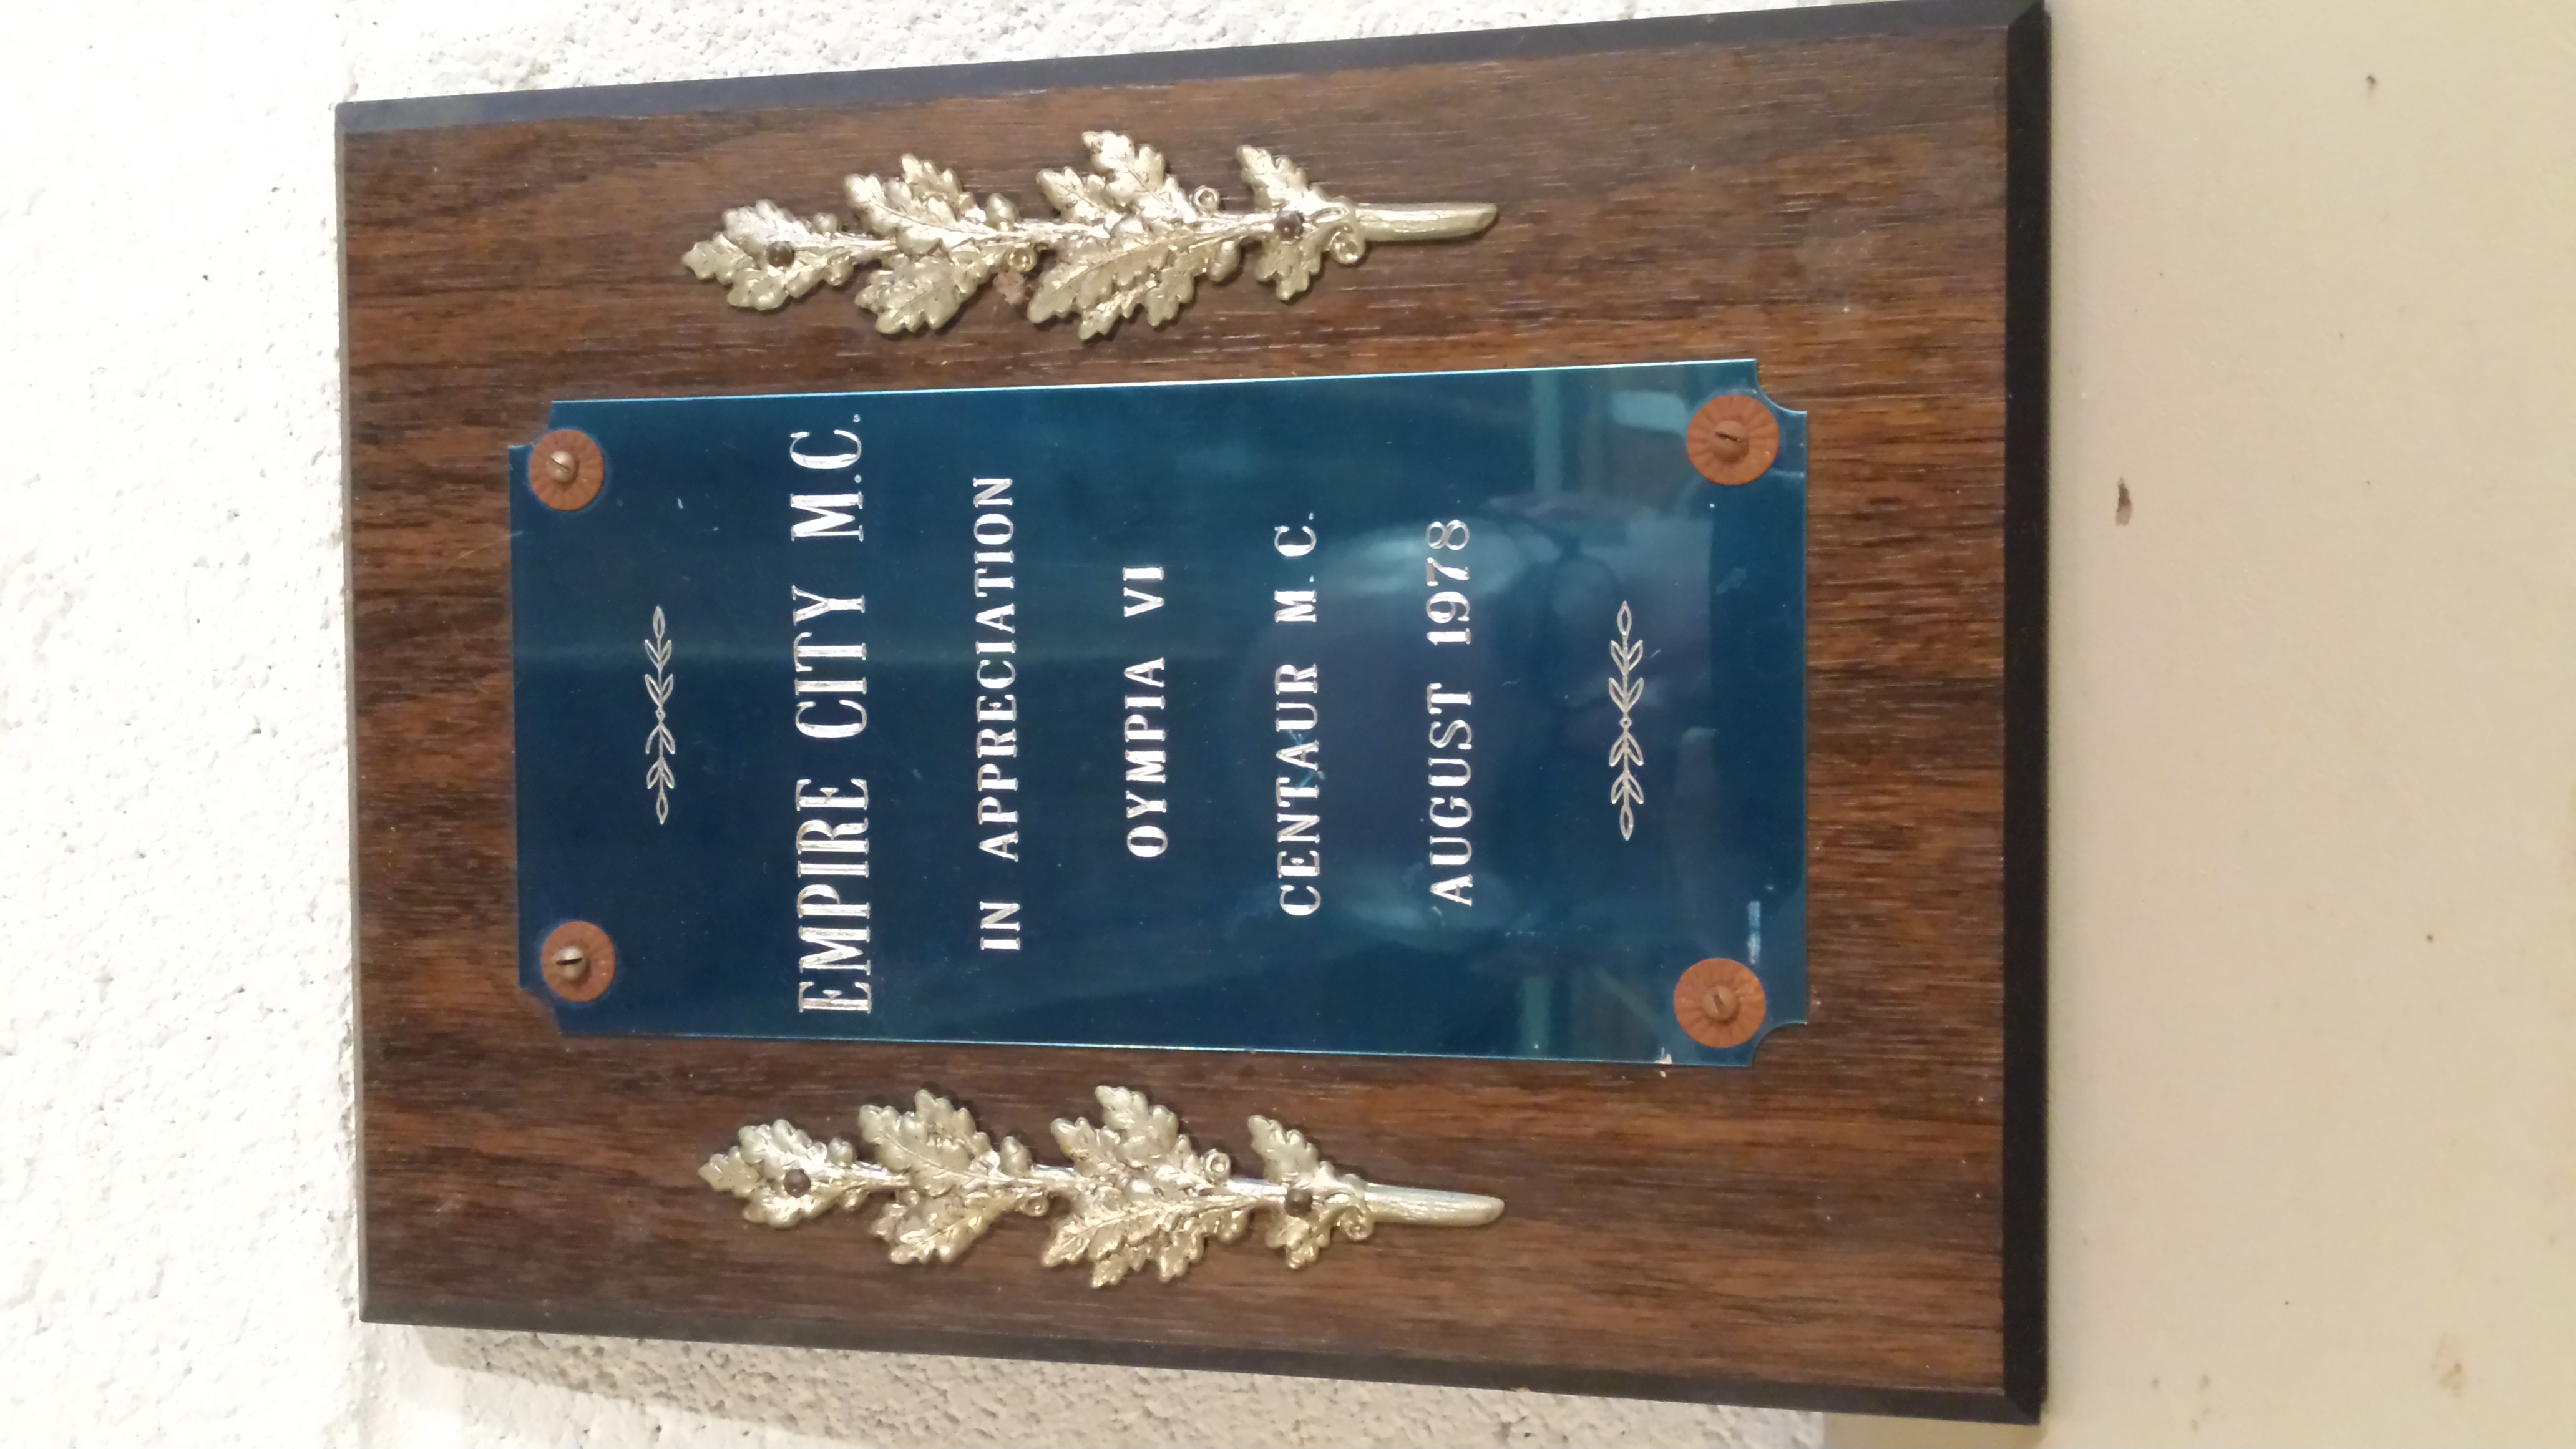 EMPIRE CITY M.C.
IN APPRECIATION
OYMPIA VI
CENTAUR M.C.
AUGUST 1978